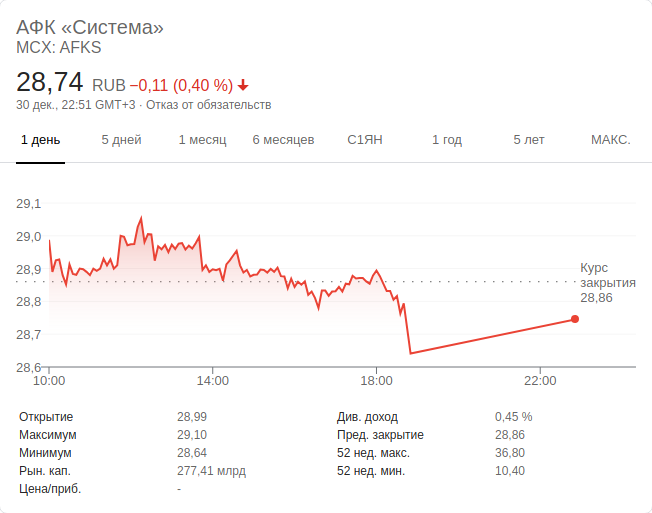 АФК «Система»
MCX: AFKS
28,74 RUB −0,11 (0,40 %)
30 дек., 22:51 GMT+3 · Отказ от обязательств
1 день 5 дней 1 месяц 6 месяцев С1ЯН 1 год 5 лет МАКС.
29,1
29,0
28,9
28,8
28,7
28,6
Курс
закрытия
28,86
10:00 14:00 18:00 22:00
Открытие 28,99 Див. доход 0,45 %
Максимум 29,10 Пред. закрытие 28,86
Минимум 28,64 52 нед. макс. 36,80
Рын. кап. 277,41 млрд 52 нед. мин. 10,40
Цена/приб. -